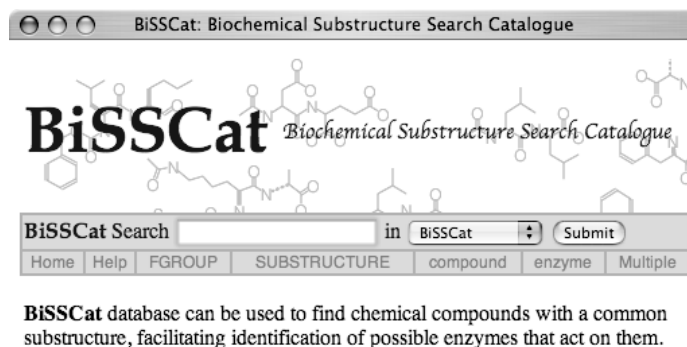 BiSSCat: Biochemical Substructure Search Catalogue
BiSSCat Biochemical Substructure Search Catalogue
BiSSCat Search in BiSSCat Submit
Home Help FGROUP SUBSTRUCTURE compound enzyme Multiple
BiSSCat database can be used to find chemical compounds with a common
substructure, facilitating identification of possible enzymes that act on them.